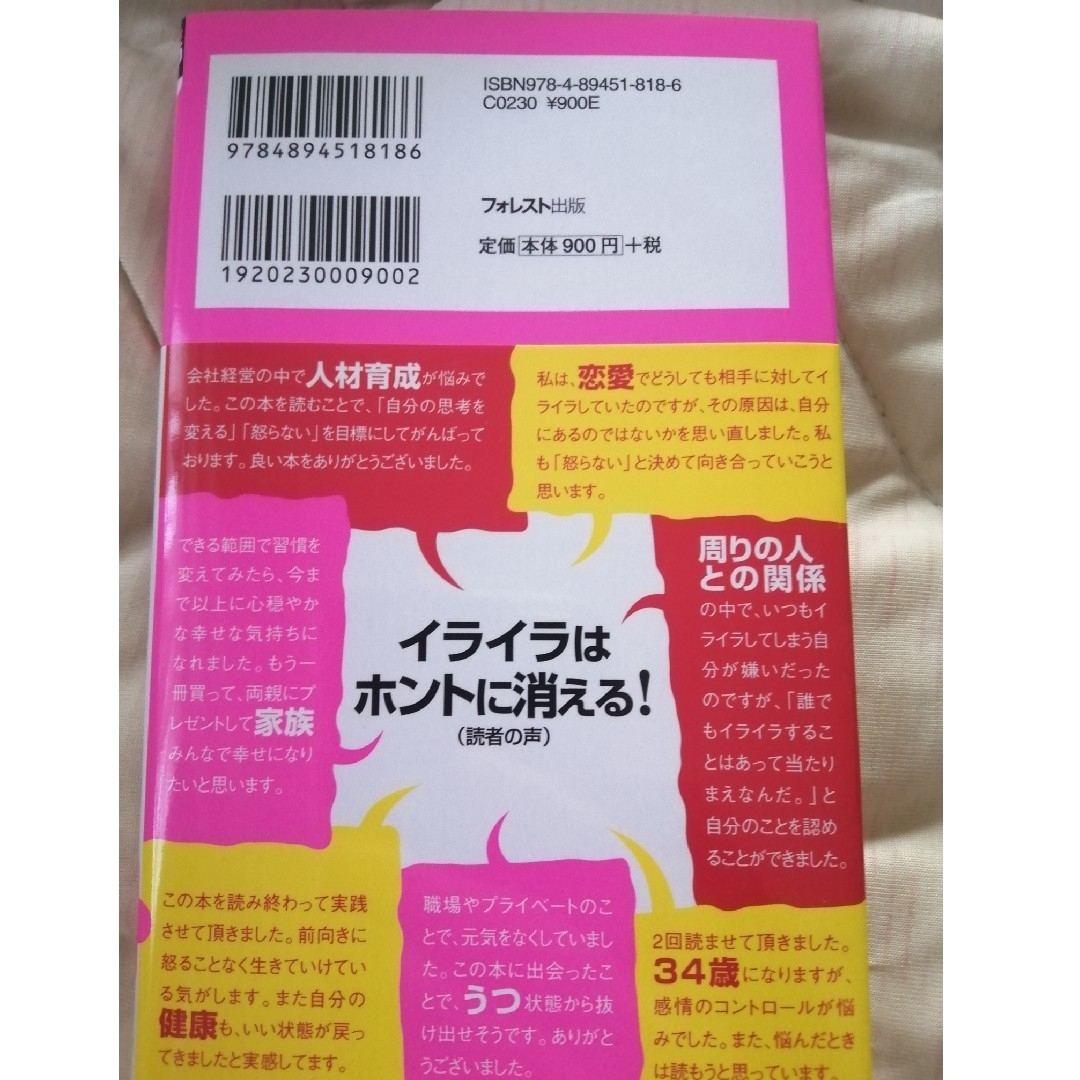 ISBN978-4-89451-818-6
C0230 ¥900E
9784894518186
フォレスト出版
定価 本体 900 円 +税
1920230009002
会社経営の中で人材育成が悩みで
した。この本を読むことで、「自分の思考を
変える」「怒らない」を目標にしてがんばって
おります。良い本をありがとうございました。
私は、恋愛でどうしても相手に対してイ
ライラしていたのですが、その原因は、自分
にあるのではないかを思い直しました。私
も「怒らない」と決めて向き合っていこうと
思います。
できる範囲で習慣を
変えてみたら、今ま
で以上に心穏やか
な幸せな気持ちに
なれました。もう一
冊買って、両親にプ
レゼントして家族
みんなで幸せになり
たいと思います。
イライラは
ホントに消える!
(読者の声)
周りの人
との関係
の中で、いつもイ
ライラしてしまう自
分が嫌いだった
のですが、「誰で
もイライラするこ
とはあって当たり
まえなんだ。」と
自分のことを認め
ることができました。
この本を読み終わって実践
させて頂きました。前向きに
怒ることなく生きていけてい
る気がします。また自分の
健康も、いい状態が戻っ
てきましたと実感してます。
職場やプライベートのこ
とで、元気をなくしていまし
た。この本に出会ったこ
とで、うつ状態から抜
け出せそうです。ありがと
うございました。
2回読ませて頂きました。
34歳になりますが、
感情のコントロールが悩
みでした。また、悩んだとき
は読もうと思っています。